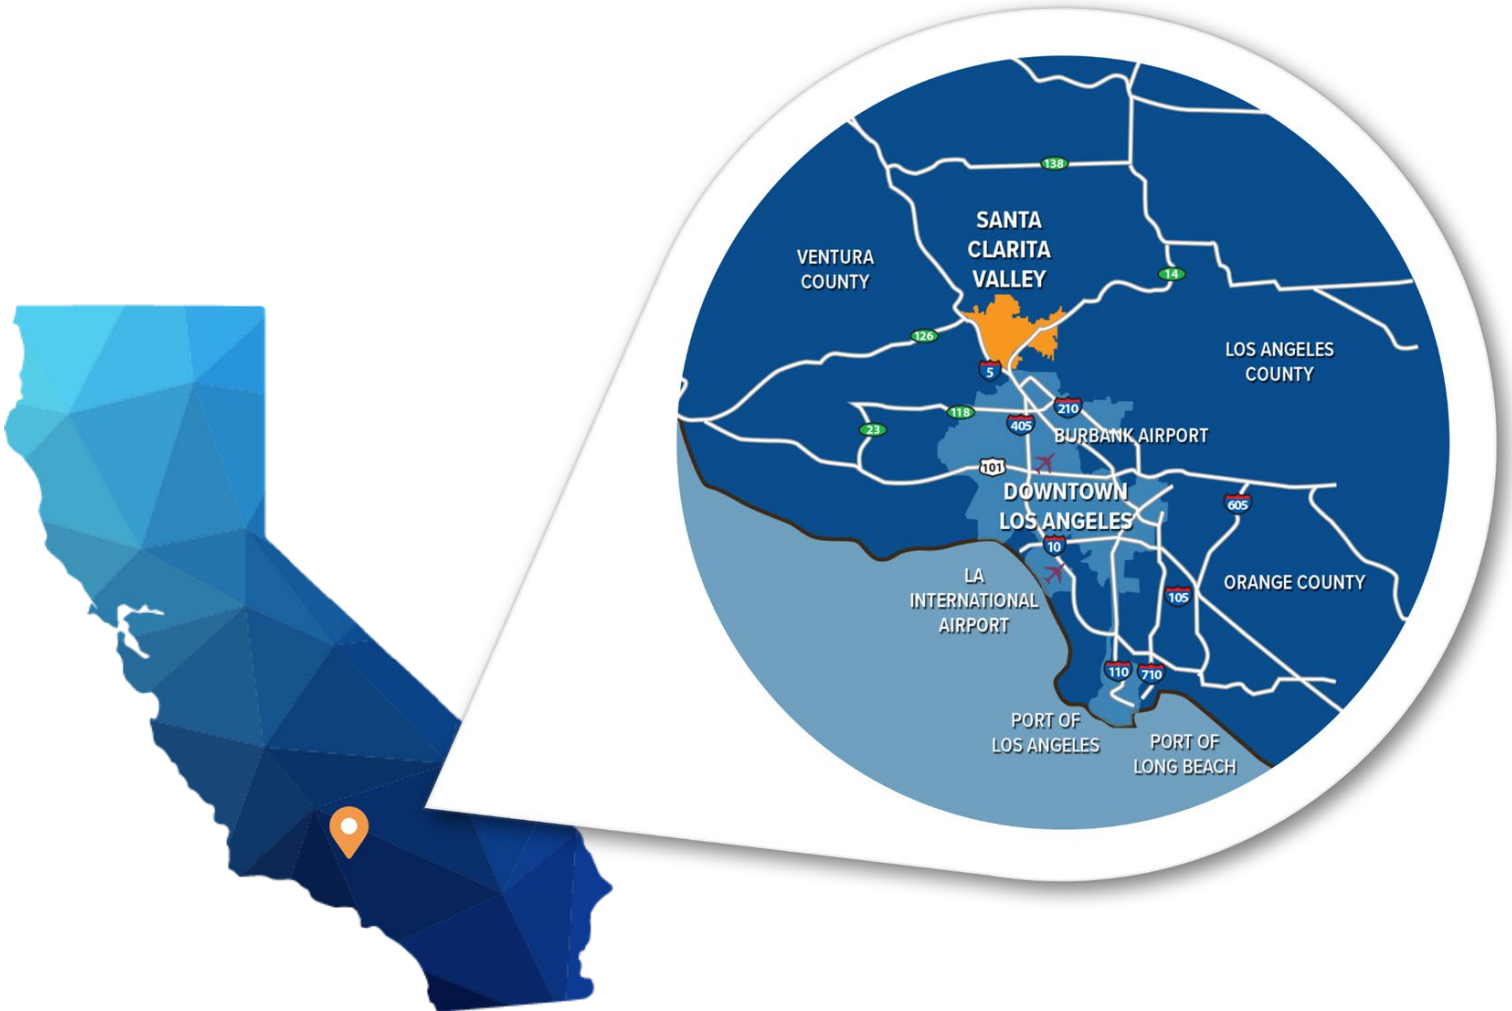 138
SANTA
CLARITA
VALLEY
VENTURA
COUNTY
14
126
LOS ANGELES
COUNTY
5
210
118
405
23
BURBANK AIRPORT
101
DOWNTOWN
LOS ANGELES
605
10
LA
INTERNATIONAL
AIRPORT
ORANGE COUNTY
105
110
710
PORT OF
LOS ANGELES
PORT OF
LONG BEACH